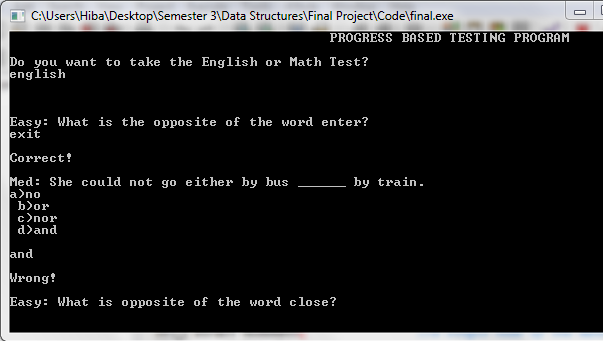 C:\Users\Hiba\Desktop\Semester 3\Data Structures\Final Project\Code\final.exe
PROGRESS BASED TESTING PROGRAM
Do you want to take the English or Math Test?
english
Easy: What is the opposite of the word enter?
exit
Correct!
Med: She could not go either by bus ______ by train.
a>no
b>or
c>nor
d>and
and
Wrong!
Easy: What is opposite of the word close?